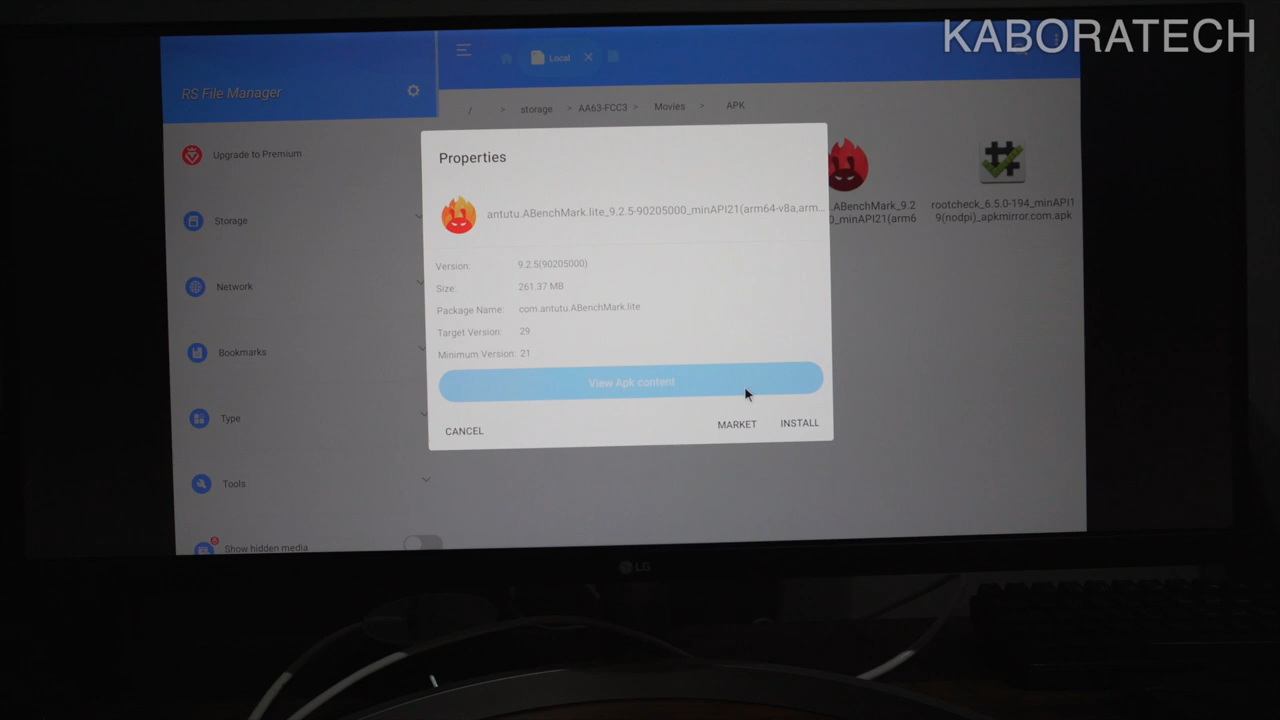 KABORATECH
RS File Manager
Local
/ > storage > AA63-FCC3 > Movies > APK
Upgrade to Premium
Storage
Network
Bookmarks
Type
Tools
Show hidden media
Properties
antutu.ABenchMark.lite_9.2.5-90205000_minAPI21(arm64-v8a,arm...
Version: 9.2.5(90205000)
Size: 261.37 MB
Package Name: com.antutu.ABenchMark.lite
Target Version: 29
Minimum Version: 21
View Apk content
CANCEL
MARKET
INSTALL
.ABenchMark_9.2
0_minAPI21(arm6
rootcheck_6.5.0-194_minAPI1
9(nodpi)_apkmirror.com.apk
LG